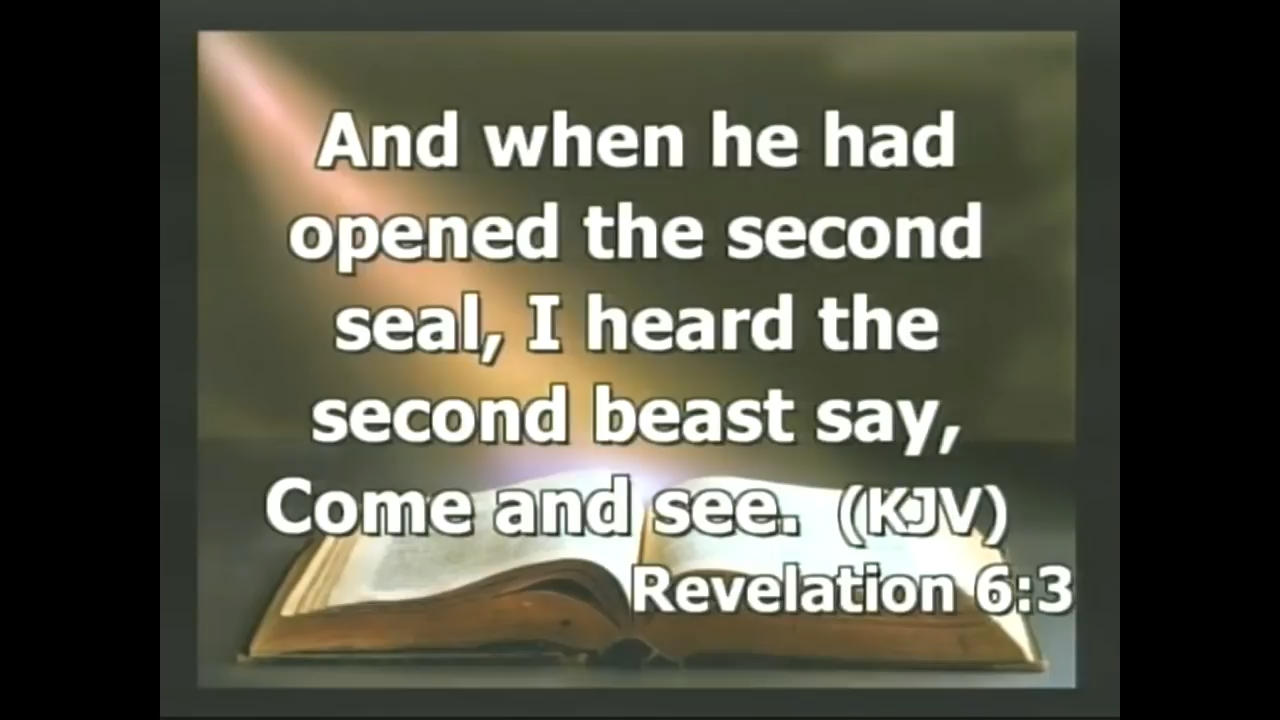 And when he had
opened the second
seal, I heard the
second beast say,
Come and see. (KJV)
Revelation 6:3